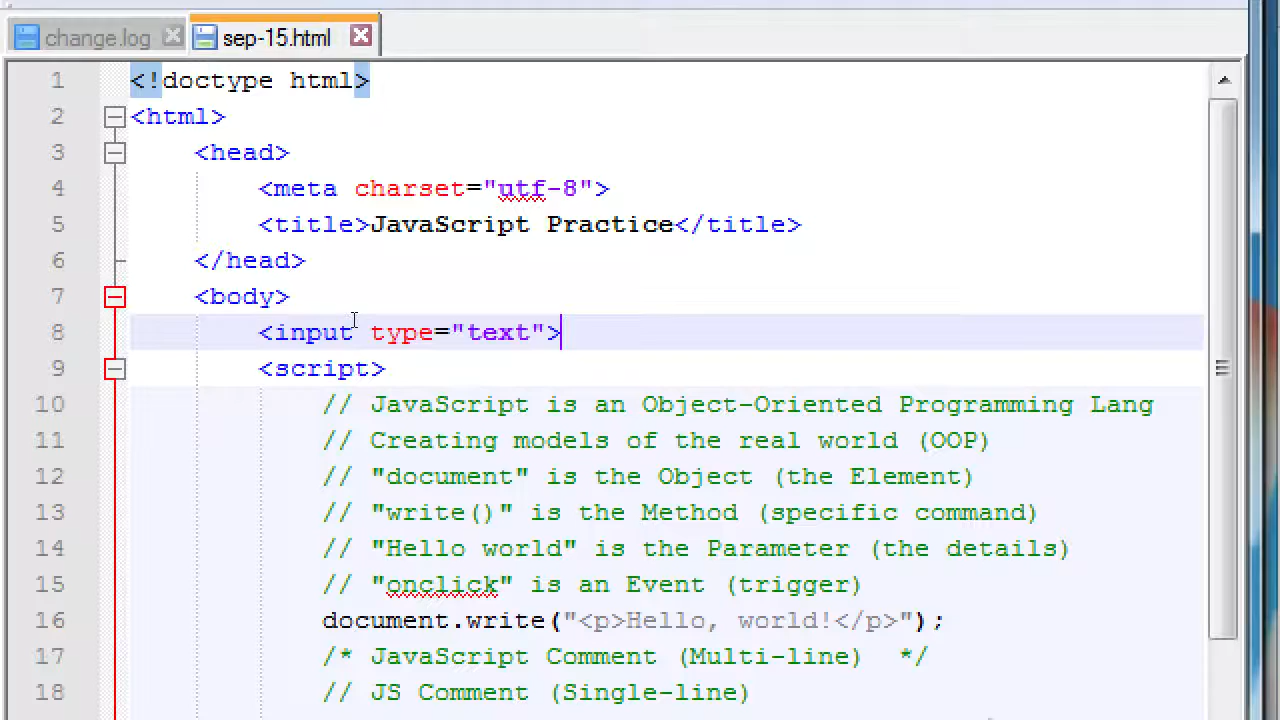 change.log sep-15.html
1 <!doctype html>
2 <html>
3 <head>
4 <meta charset="utf-8">
5 <title>JavaScript Practice</title>
6 </head>
7 <body>
8 <input type="text">
9 <script>
10 // JavaScript is an Object-Oriented Programming Lang
11 // Creating models of the real world (OOP)
12 // "document" is the Object (the Element)
13 // "write()" is the Method (specific command)
14 // "Hello world" is the Parameter (the details)
15 // "onclick" is an Event (trigger)
16 document.write("<p>Hello, world!</p>");
17 /* JavaScript Comment (Multi-line)  */
18 // JS Comment (Single-line)